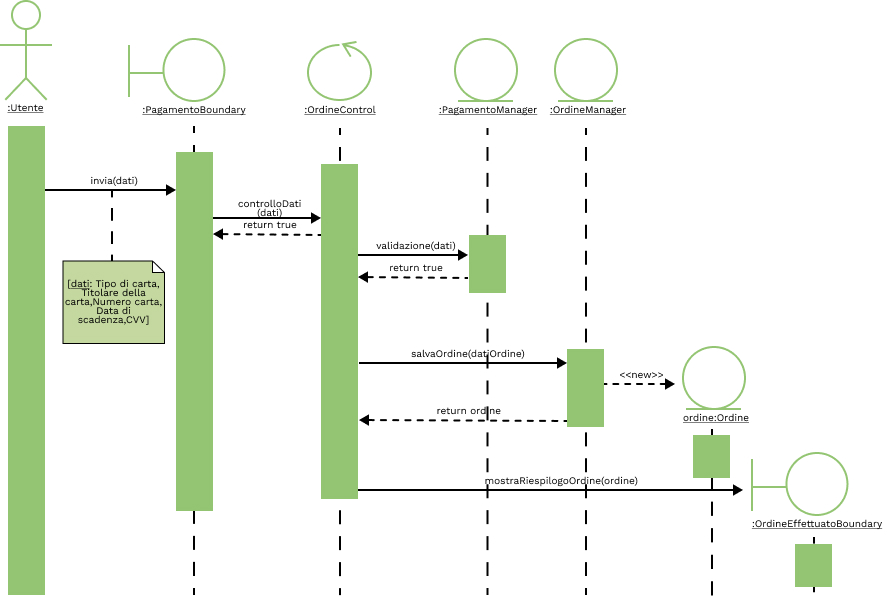 :Utente
:PagamentoBoundary
:OrdineControl
:PagamentoManager
:OrdineManager
invia(dati)
controlloDati
(dati)
return true
validazione(dati)
return true
[dati: Tipo di carta,
Titolare della
carta,Numero carta,
Data di
scadenza,CVV]
salvaOrdine(datiOrdine)
<<new>>
return ordine
ordine:Ordine
mostraRiespilogoOrdine(ordine)
:OrdineEffettuatoBoundary